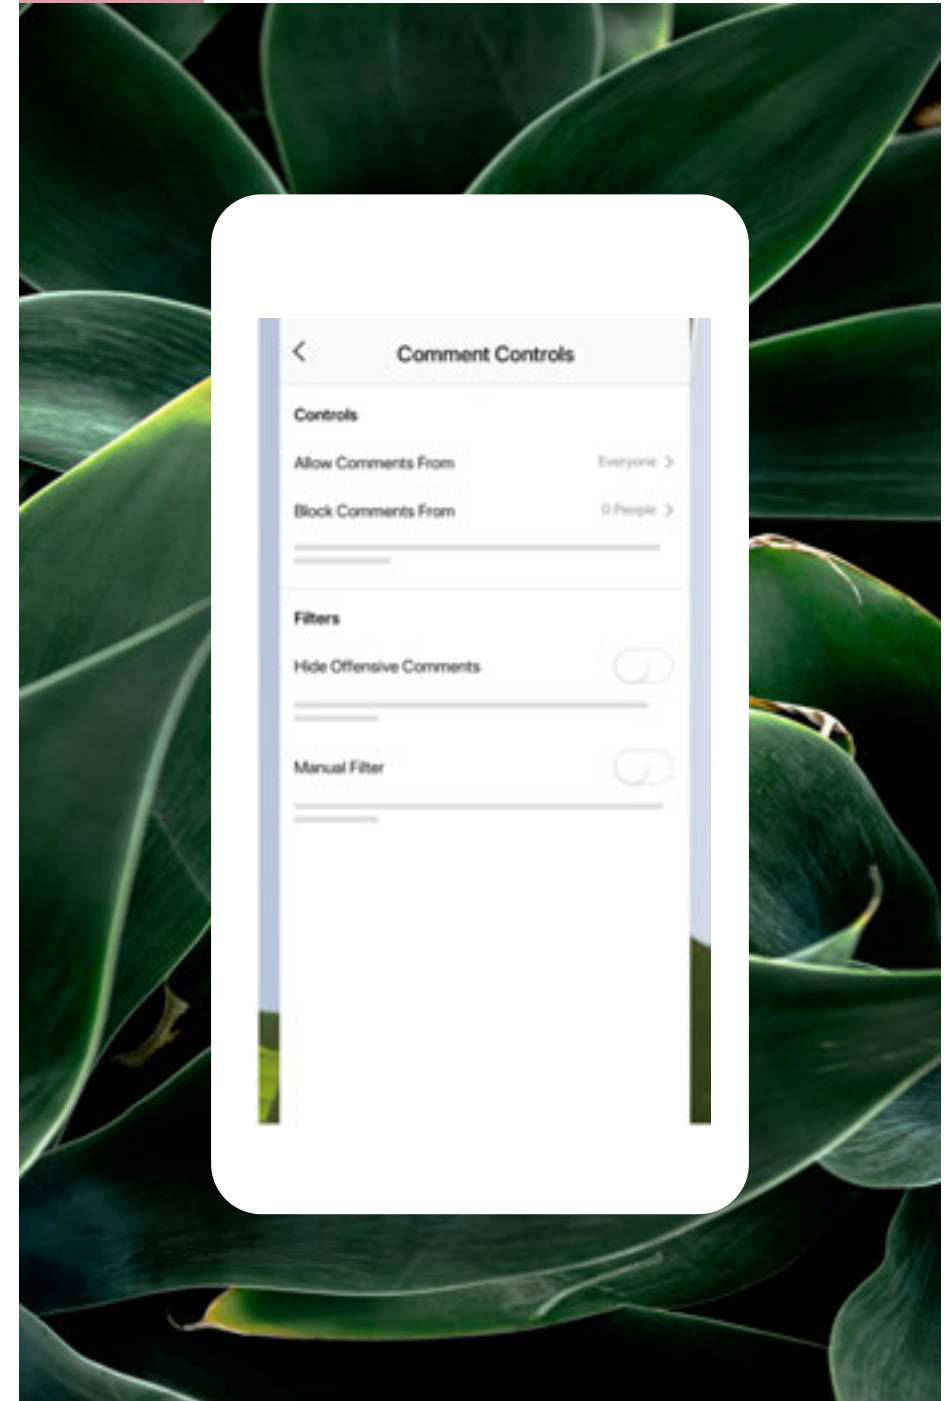 Comment Controls
Controls
Allow Comments From Everyone
Block Comments From 0 People
Filters
Hide Offensive Comments
Manual Filter